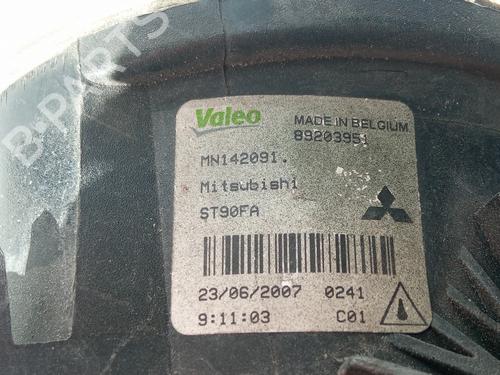 B-PARTS
Valeo MADE IN BELGIUM
89203951
MN142091.
Mitsubishi
ST90FA
23/06/2007 0241
9:11:03 C01